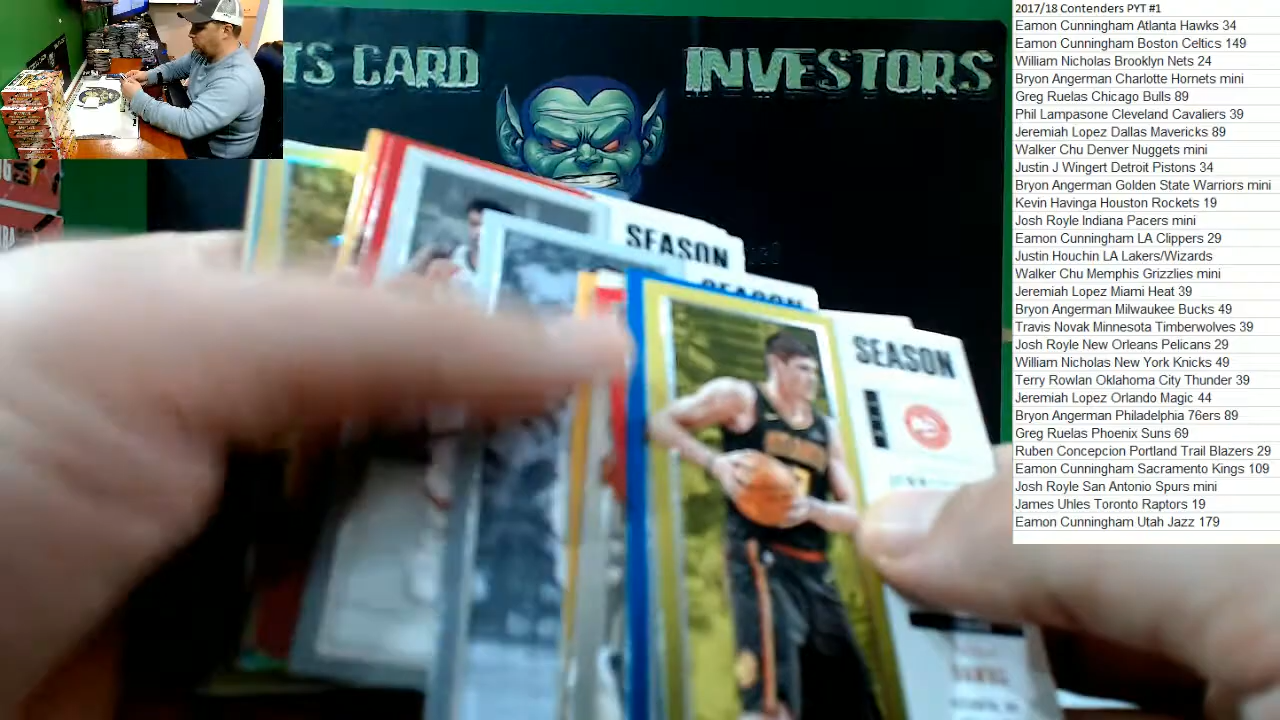 TS CARD
INVESTORS
SEASON
SEASON
SEASON
2017/18 Contenders PYT #1
Eamon Cunningham Atlanta Hawks 34
Eamon Cunningham Boston Celtics 149
William Nicholas Brooklyn Nets 24
Bryon Angerman Charlotte Hornets mini
Greg Ruelas Chicago Bulls 89
Phil Lampasone Cleveland Cavaliers 39
Jeremiah Lopez Dallas Mavericks 89
Walker Chu Denver Nuggets mini
Justin J Wingert Detroit Pistons 34
Bryon Angerman Golden State Warriors mini
Kevin Havinga Houston Rockets 19
Josh Royle Indiana Pacers mini
Eamon Cunningham LA Clippers 29
Justin Houchin LA Lakers/Wizards
Walker Chu Memphis Grizzlies mini
Jeremiah Lopez Miami Heat 39
Bryon Angerman Milwaukee Bucks 49
Travis Novak Minnesota Timberwolves 39
Josh Royle New Orleans Pelicans 29
William Nicholas New York Knicks 49
Terry Rowlan Oklahoma City Thunder 39
Jeremiah Lopez Orlando Magic 44
Bryon Angerman Philadelphia 76ers 89
Greg Ruelas Phoenix Suns 69
Ruben Concepcion Portland Trail Blazers 29
Eamon Cunningham Sacramento Kings 109
Josh Royle San Antonio Spurs mini
James Uhles Toronto Raptors 19
Eamon Cunningham Utah Jazz 179